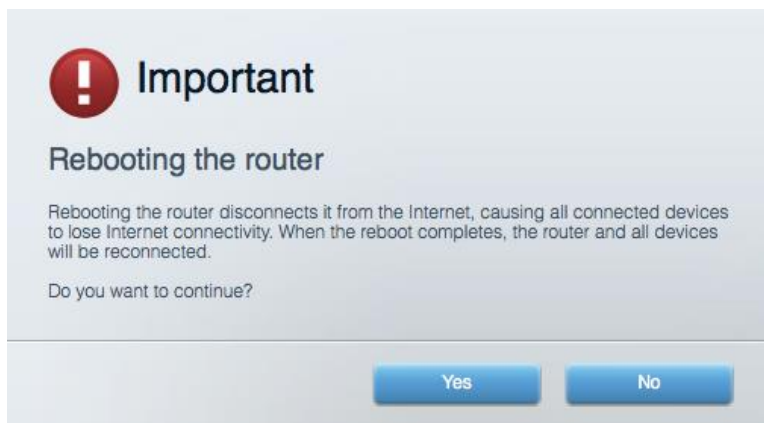 Important
Rebooting the router
Rebooting the router disconnects it from the Internet, causing all connected devices
to lose Internet connectivity. When the reboot completes, the router and all devices
will be reconnected.
Do you want to continue?
Yes
No